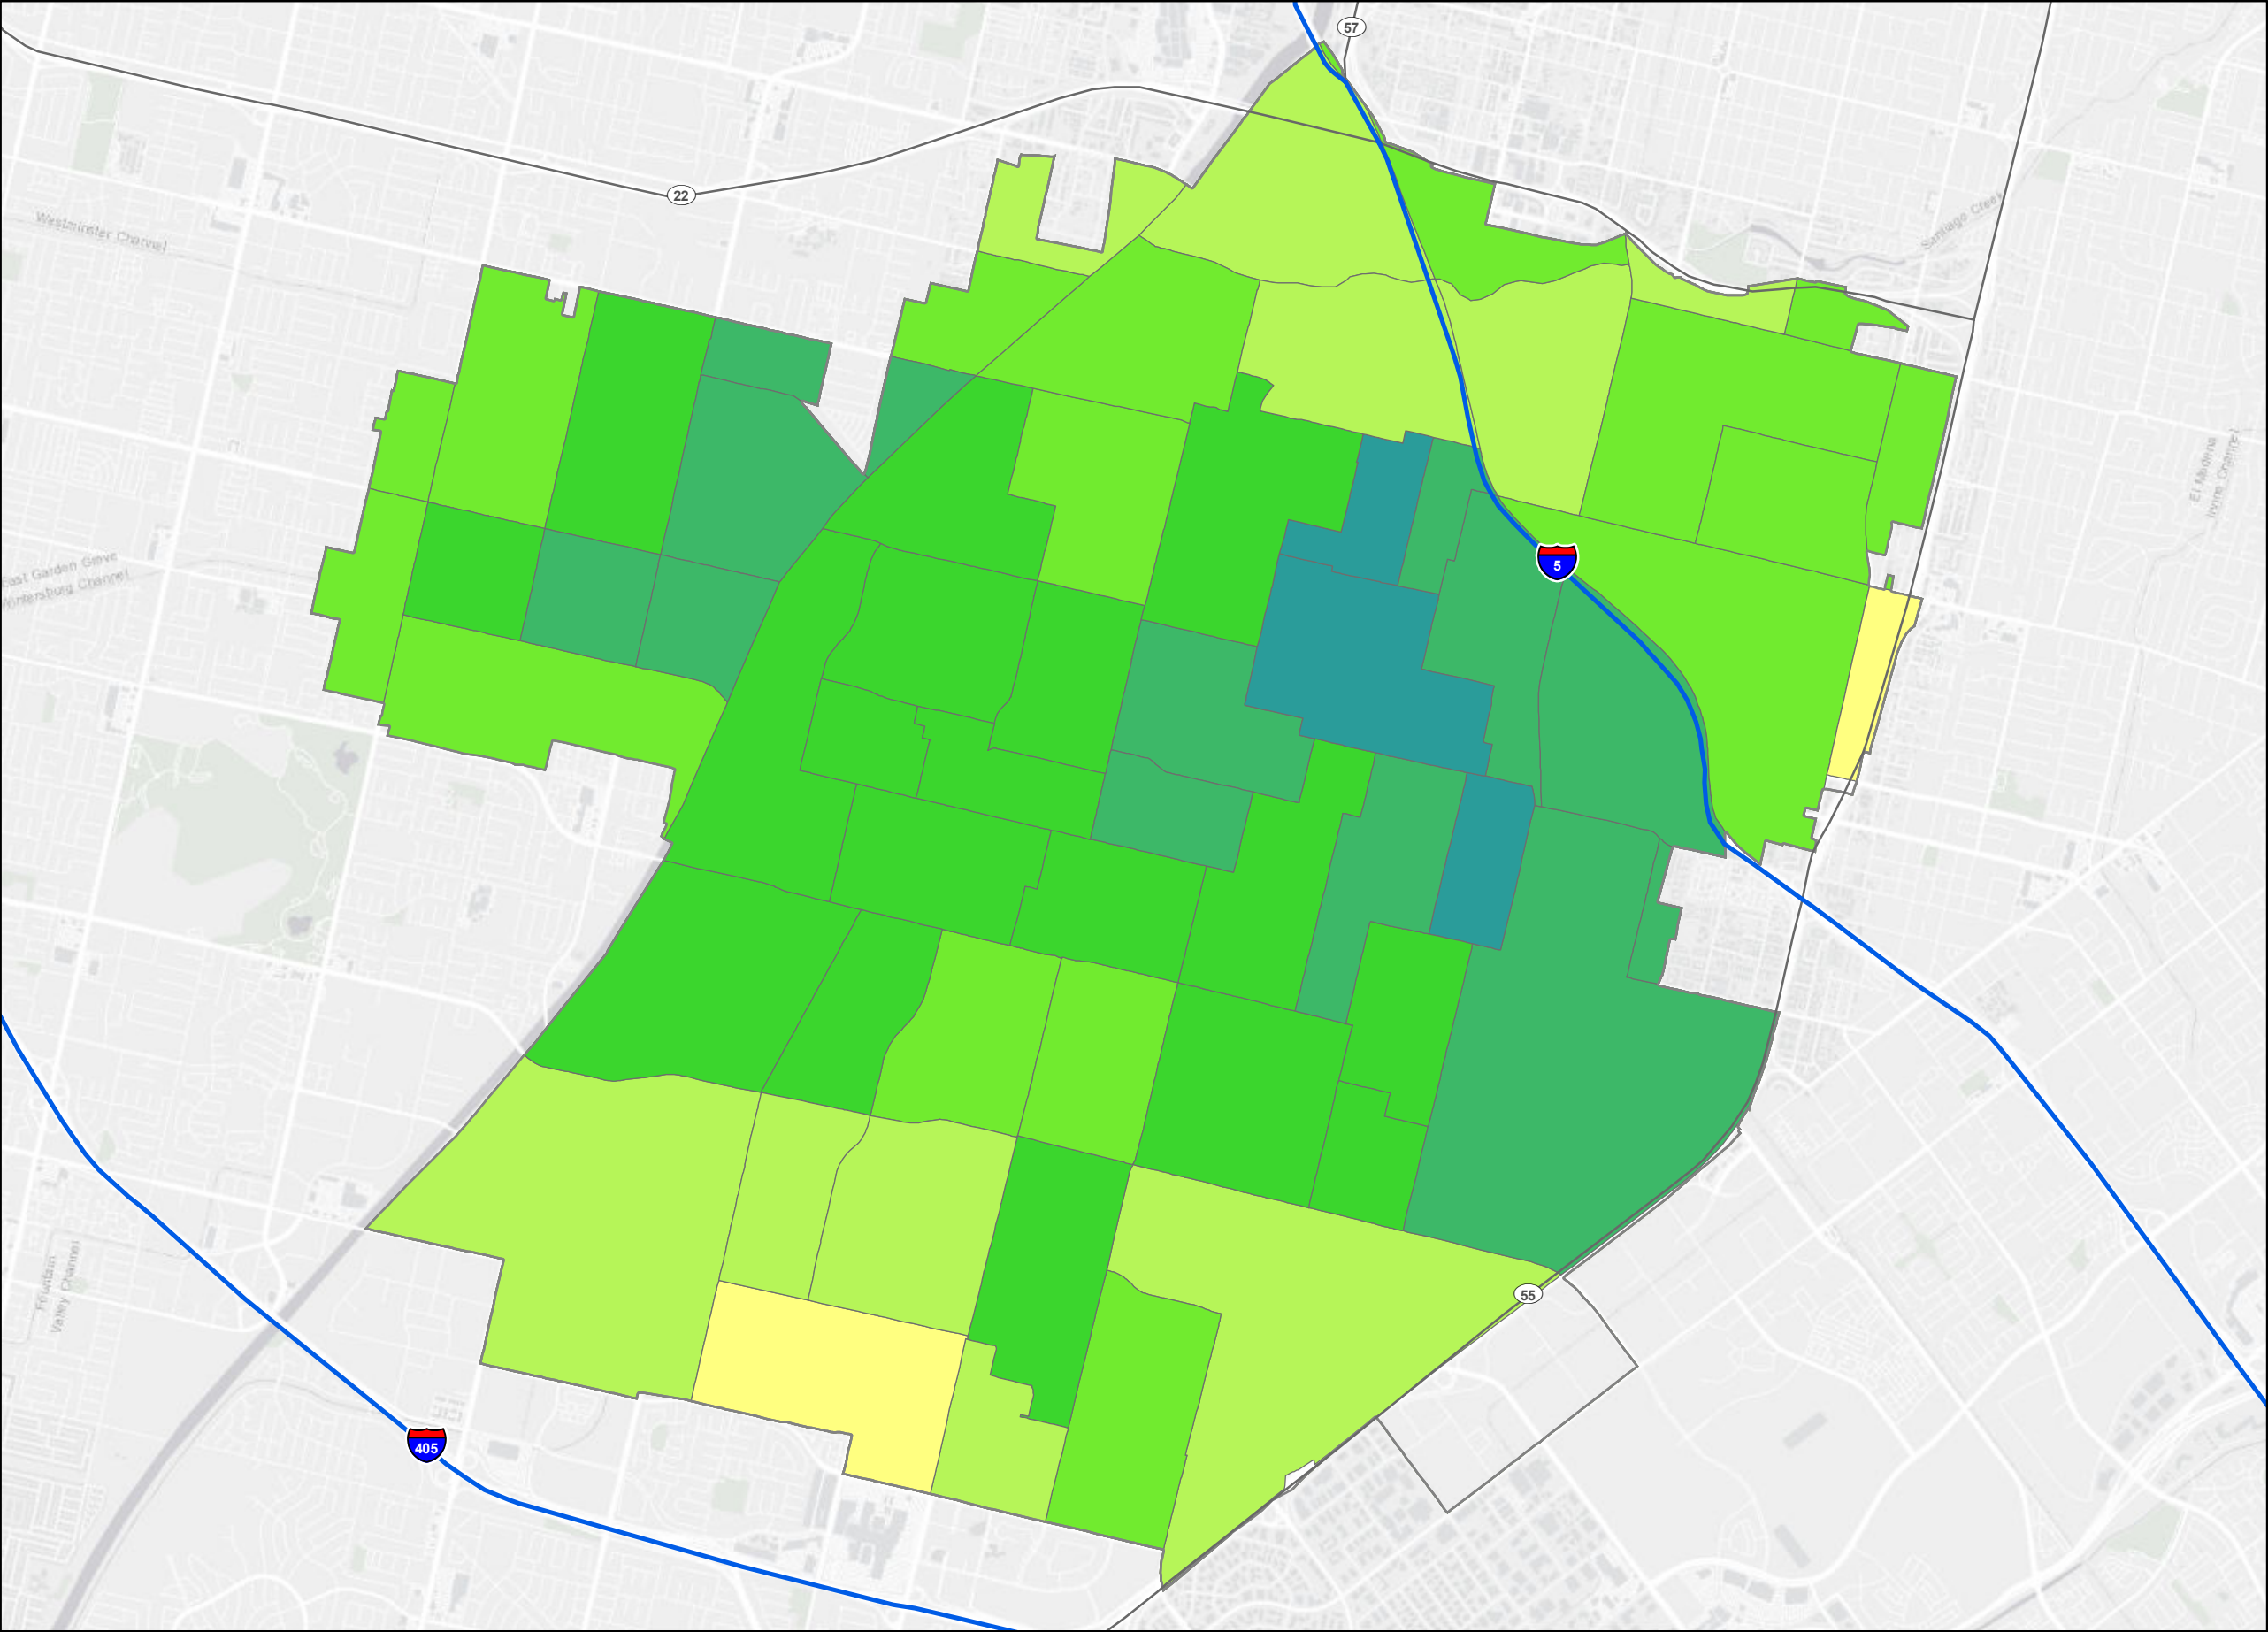 57
22
Westminster Channel
Santiago Creek
El Modena
Irvine Channel
5
East Garden Grove
Wintersburg Channel
55
Fountain
Valley Channel
405